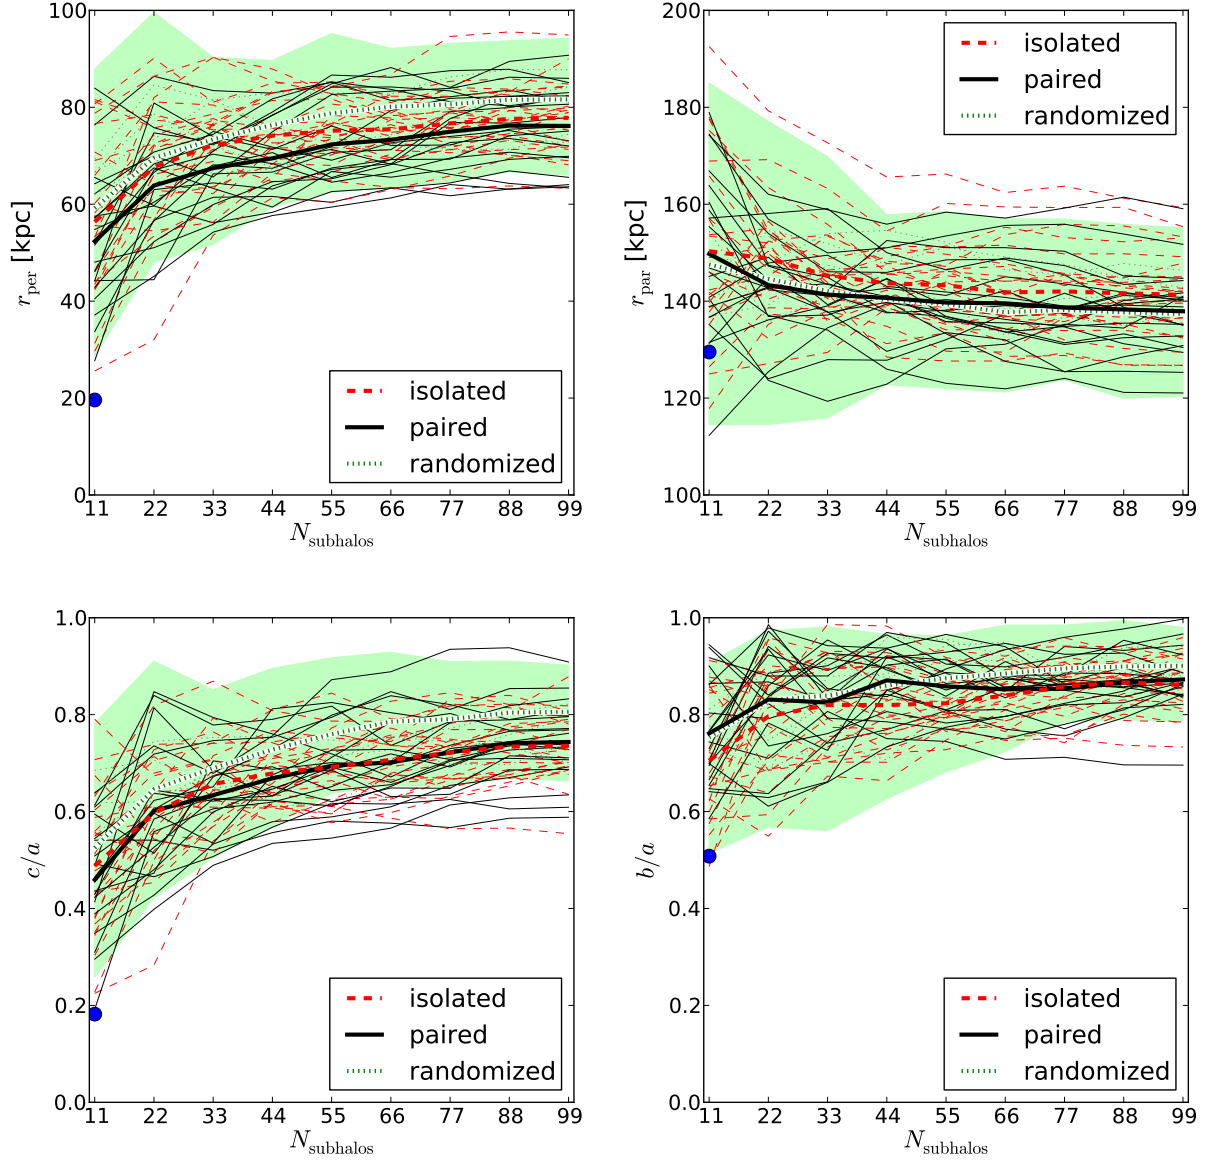 100
80
60
40
20
0
r_per [kpc]
11 22 33 44 55 66 77 88 99
N_subhalos
isolated
paired
randomized
200
180
160
140
120
100
r_par [kpc]
11 22 33 44 55 66 77 88 99
N_subhalos
isolated
paired
randomized
1.0
0.8
0.6
0.4
0.2
0.0
c/a
11 22 33 44 55 66 77 88 99
N_subhalos
isolated
paired
randomized
1.0
0.8
0.6
0.4
0.2
0.0
b/a
11 22 33 44 55 66 77 88 99
N_subhalos
isolated
paired
randomized